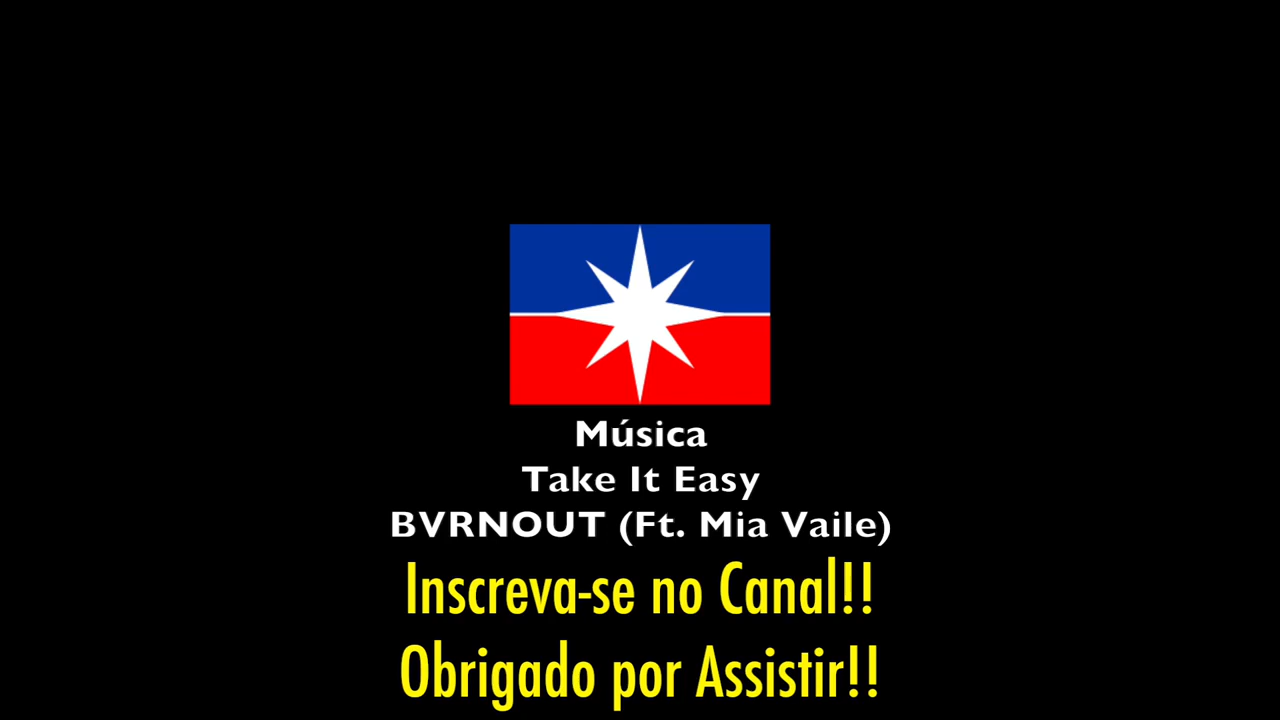 Música
Take It Easy
BVRNOUT (Ft. Mia Vaile)
Inscreva-se no Canal!!
Obrigado por Assistir!!